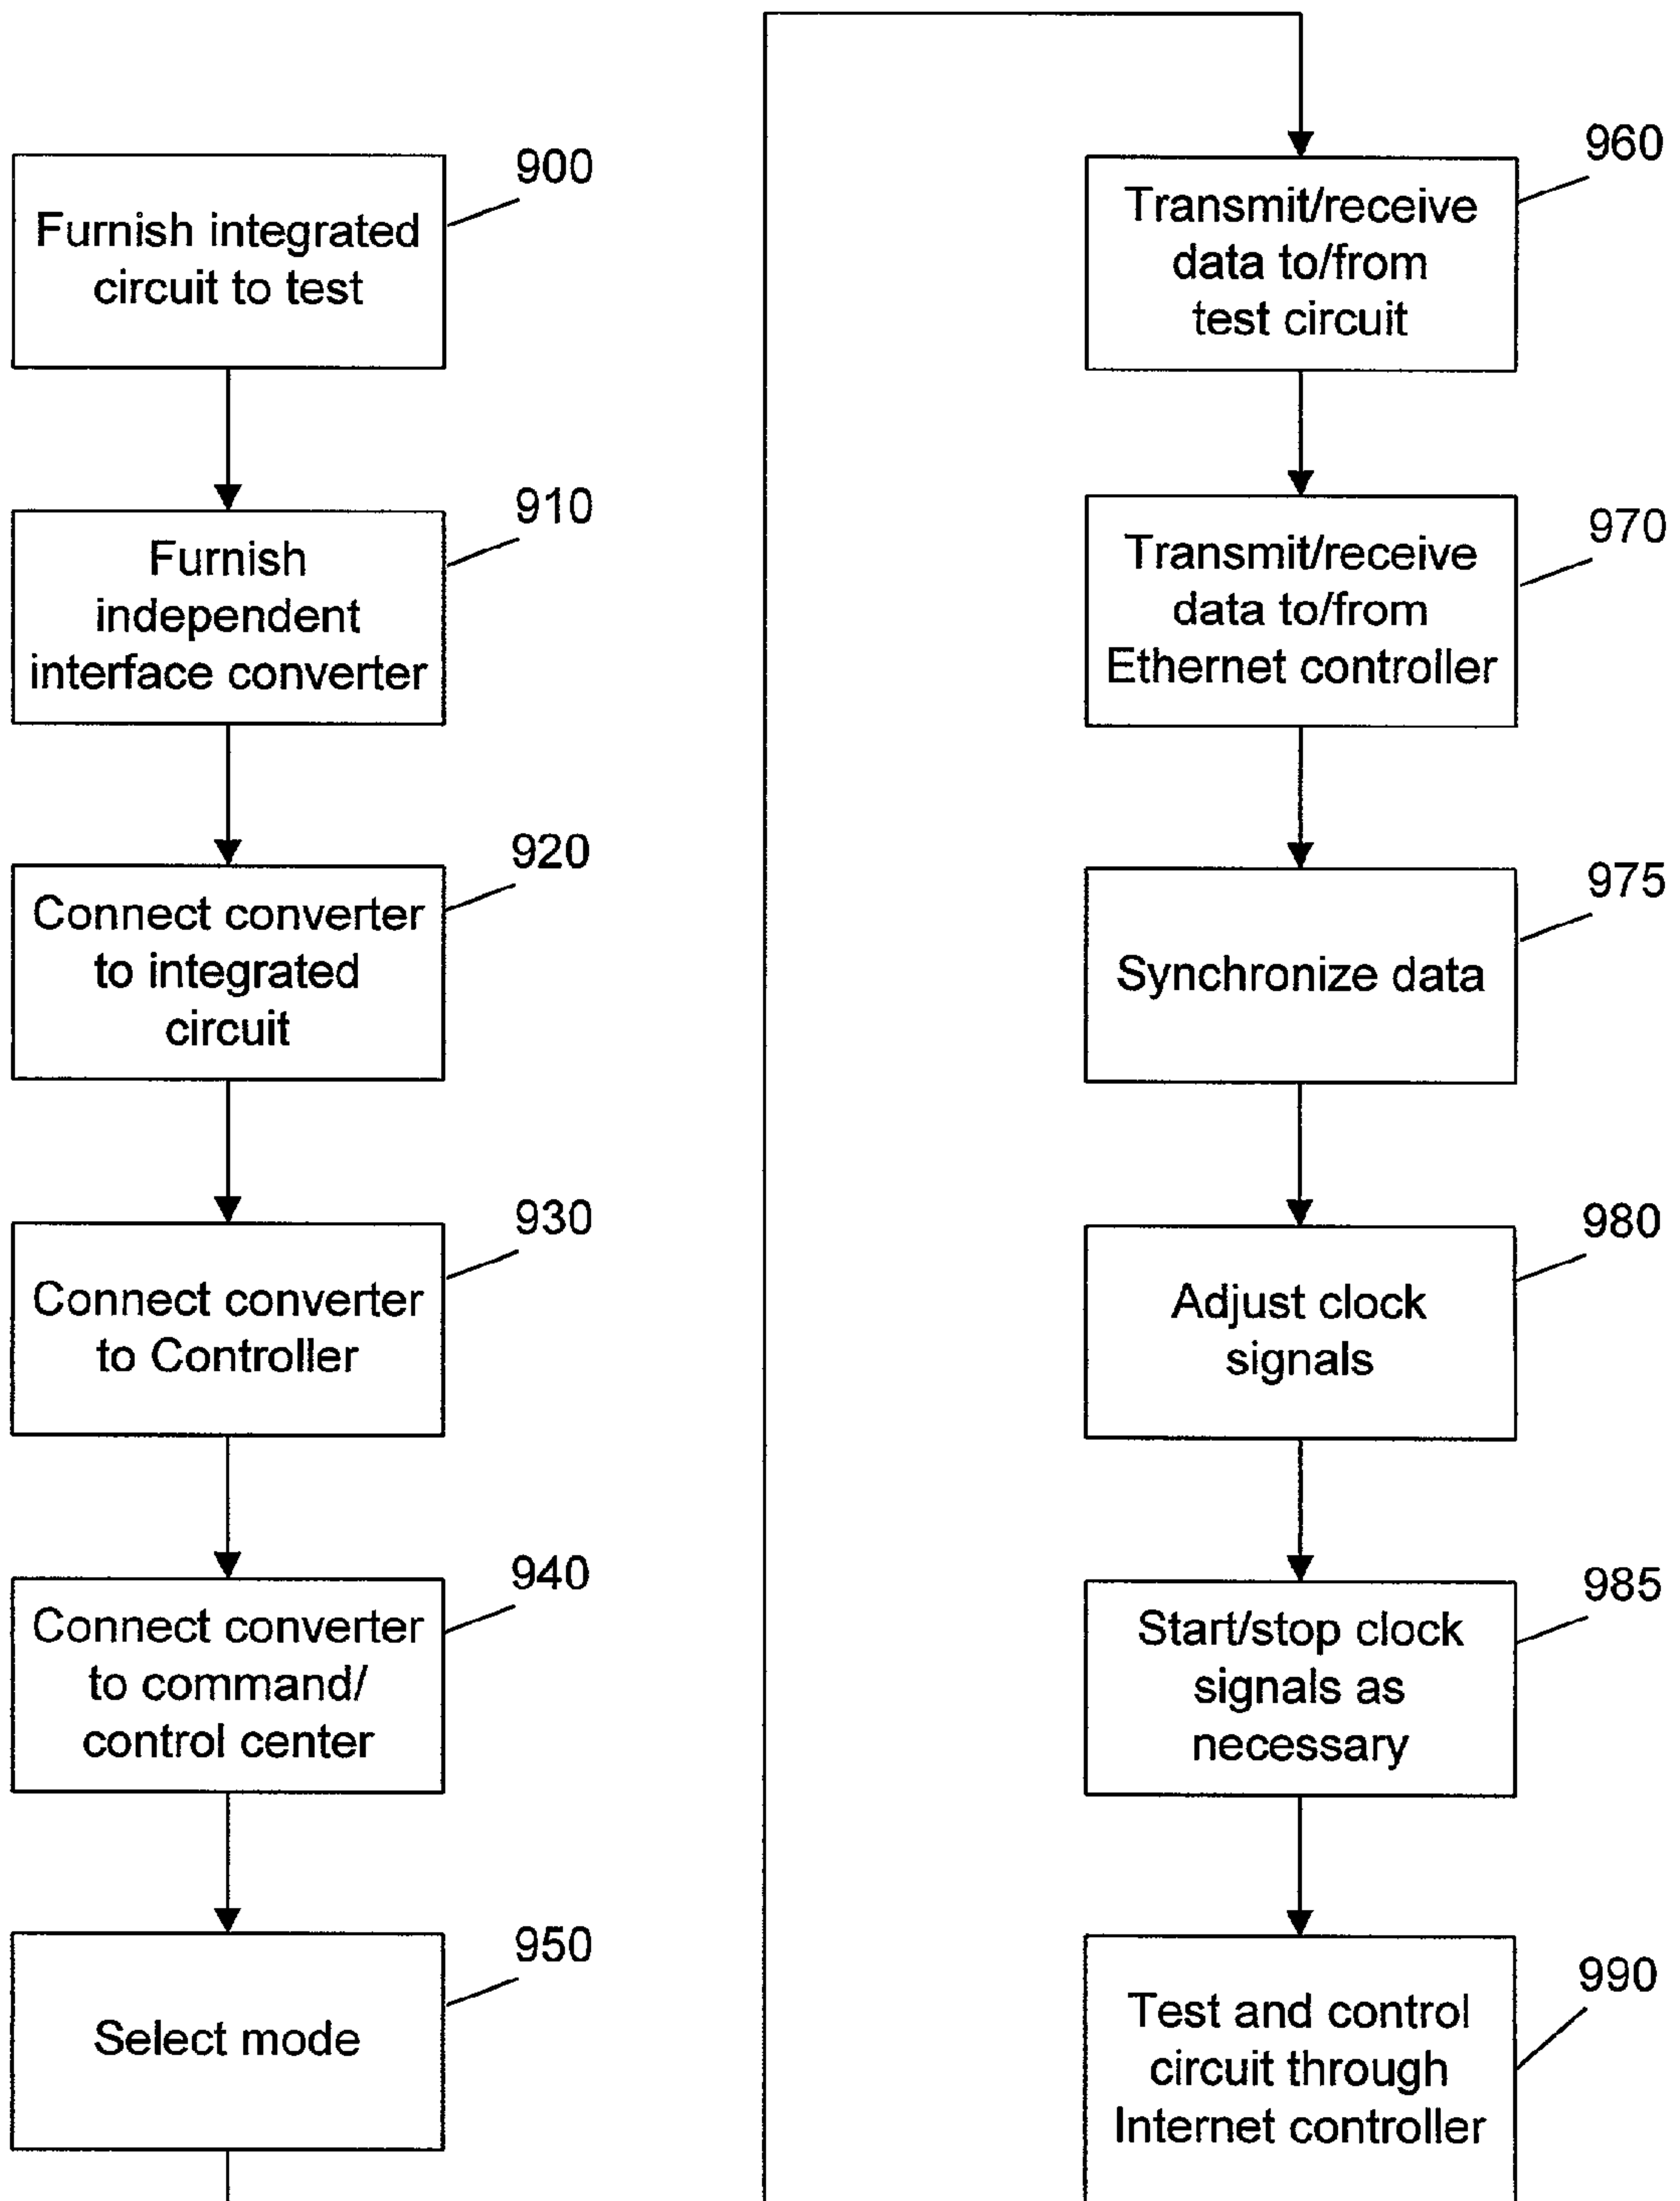 900
Furnish integrated
circuit to test
910
Furnish
independent
interface converter
920
Connect converter
to integrated
circuit
930
Connect converter
to Controller
940
Connect converter
to command/
control center
950
Select mode
960
Transmit/receive
data to/from
test circuit
970
Transmit/receive
data to/from
Ethernet controller
975
Synchronize data
980
Adjust clock
signals
985
Start/stop clock
signals as
necessary
990
Test and control
circuit through
Internet controller